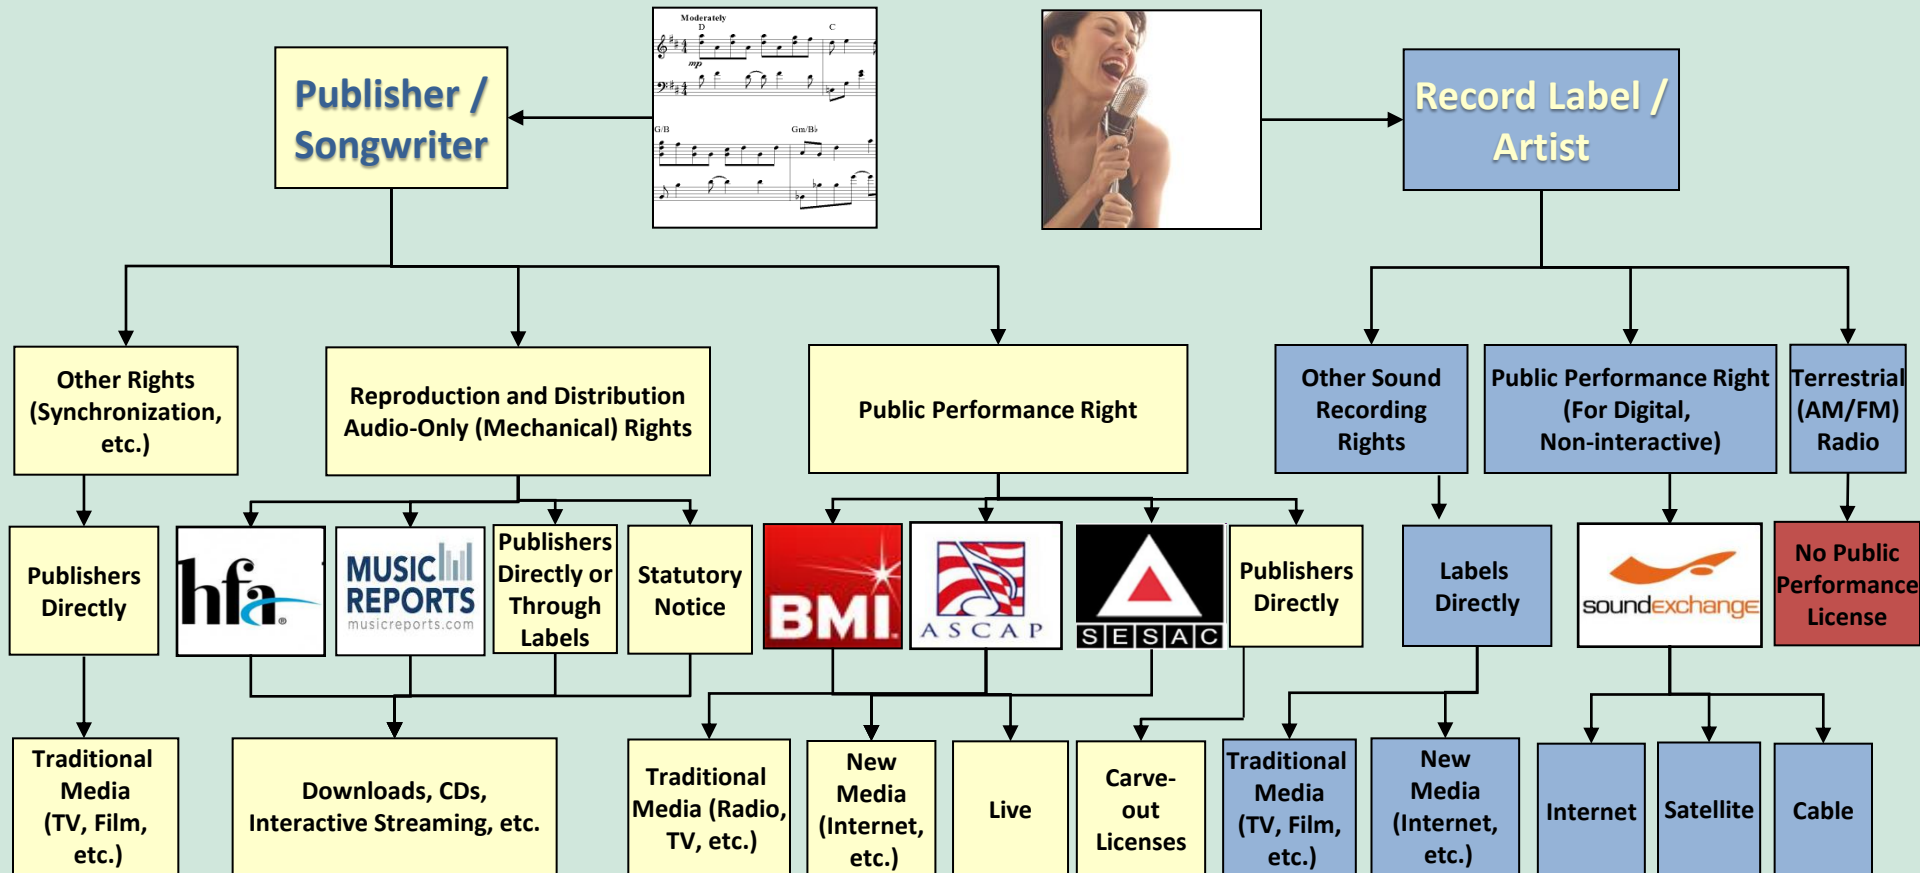 Moderately
D
C
mp
G/B
Gm/B♭
Publisher /
Songwriter
Record Label /
Artist
Other Rights
(Synchronization,
etc.)
Reproduction and Distribution
Audio-Only (Mechanical) Rights
Public Performance Right
Other Sound
Recording
Rights
Public Performance Right
(For Digital,
Non-interactive)
Terrestrial
(AM/FM)
Radio
Publishers
Directly
hfa®
MUSIC
REPORTS
musicreports.com
Publishers
Directly or
Through
Labels
Statutory
Notice
BMI
ASCAP
SESAC
Publishers
Directly
Labels
Directly
soundexchange
No Public
Performance
License
Traditional
Media
(TV, Film,
etc.)
Downloads, CDs,
Interactive Streaming, etc.
Traditional
Media (Radio,
TV, etc.)
New
Media
(Internet,
etc.)
Live
Carve-
out
Licenses
Traditional
Media
(TV, Film,
etc.)
New
Media
(Internet,
etc.)
Internet
Satellite
Cable